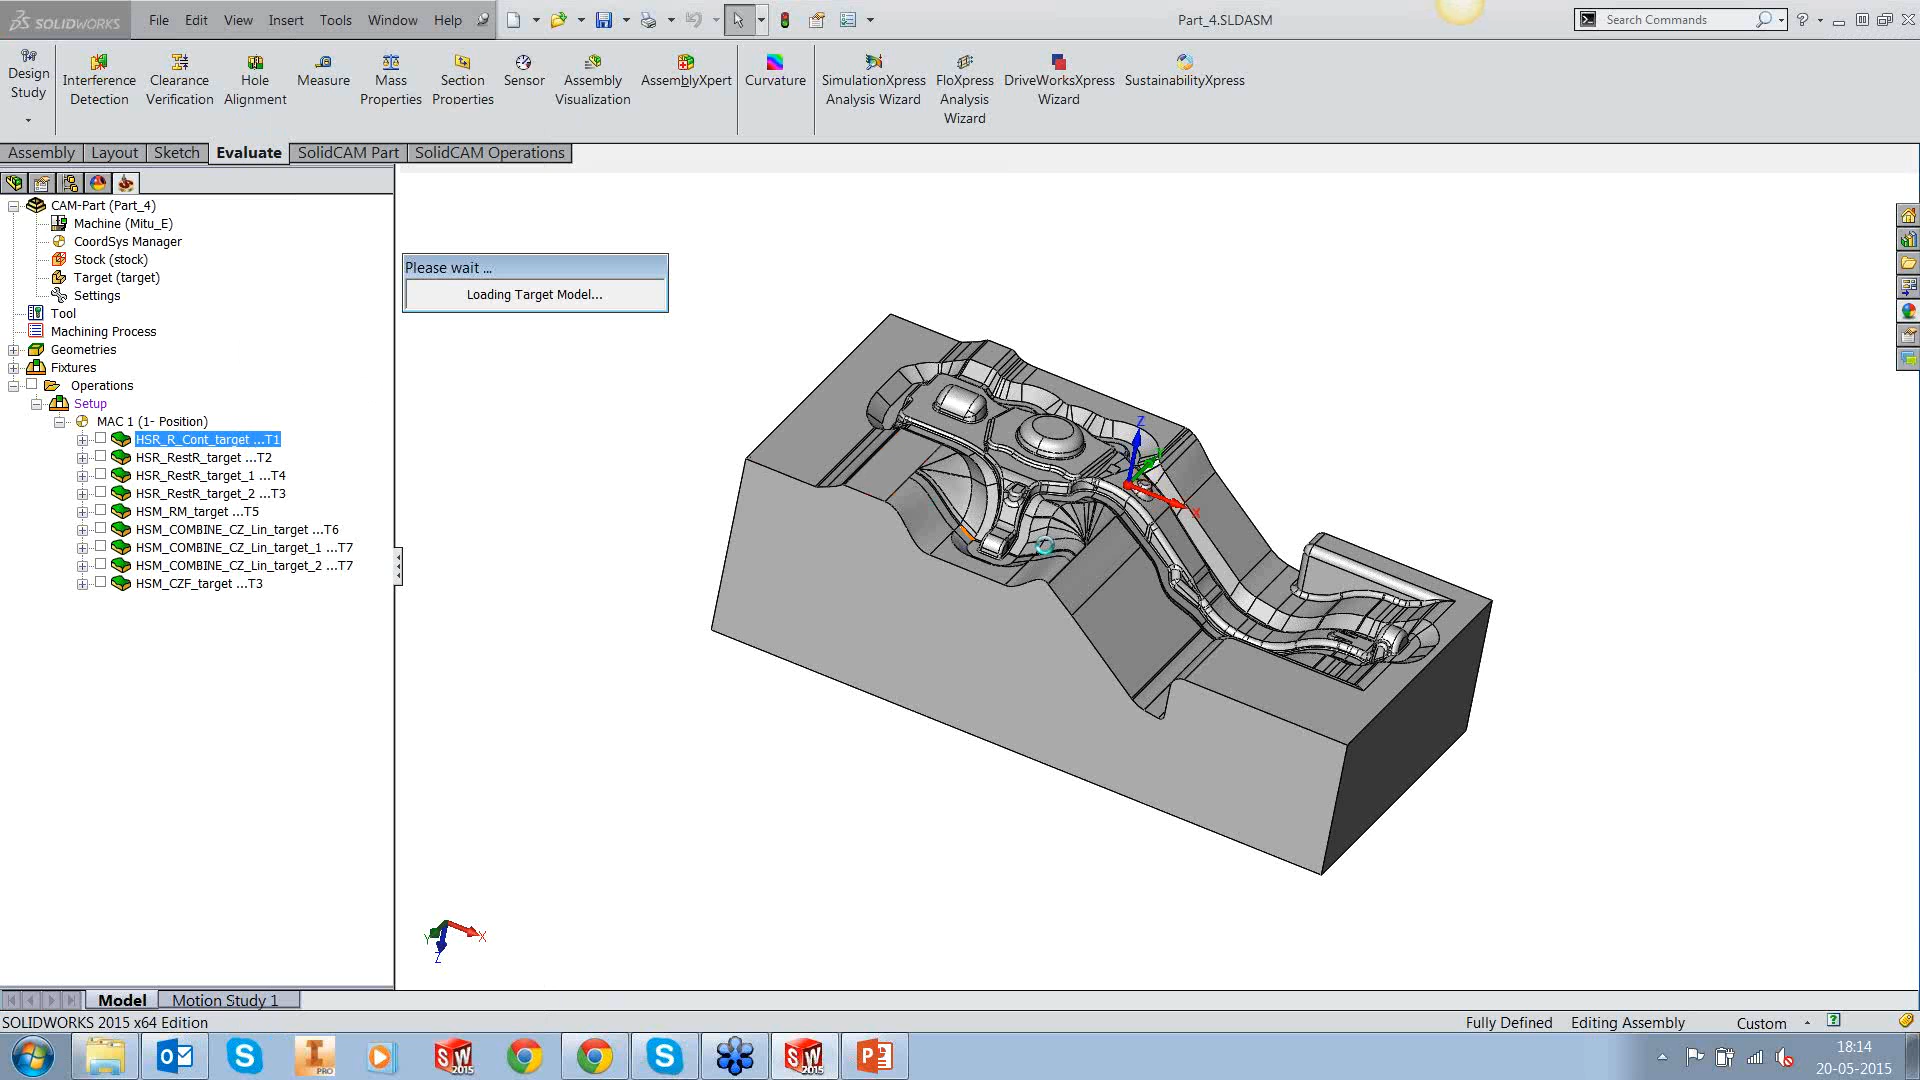 SOLIDWORKS
File Edit View Insert Tools Window Help
Part_4.SLDASM
Search Commands
Design Study
Interference Detection
Clearance Verification
Hole Alignment
Measure
Mass Properties
Section Properties
Sensor
Assembly Visualization
AssemblyXpert
Curvature
SimulationXpress Analysis Wizard
FloXpress Analysis Wizard
DriveWorksXpress Wizard
SustainabilityXpress
Assembly Layout Sketch Evaluate SolidCAM Part SolidCAM Operations
CAM-Part (Part_4)
Machine (Mitu_E)
CoordSys Manager
Stock (stock)
Target (target)
Settings
Tool
Machining Process
Geometries
Fixtures
Operations
Setup
MAC 1 (1- Position)
HSR_R_Cont_target ...T1
HSR_RestR_target ...T2
HSR_RestR_target_1 ...T4
HSR_RestR_target_2 ...T3
HSM_RM_target ...T5
HSM_COMBINE_CZ_Lin_target ...T6
HSM_COMBINE_CZ_Lin_target_1 ...T7
HSM_COMBINE_CZ_Lin_target_2 ...T7
HSM_CZF_target ...T3
Please wait ...
Loading Target Model...
Z
X
Y
X
Z
Model Motion Study 1
SOLIDWORKS 2015 x64 Edition
Fully Defined Editing Assembly Custom
PRO
SW 2015
SW 2015
18:14
20-05-2015